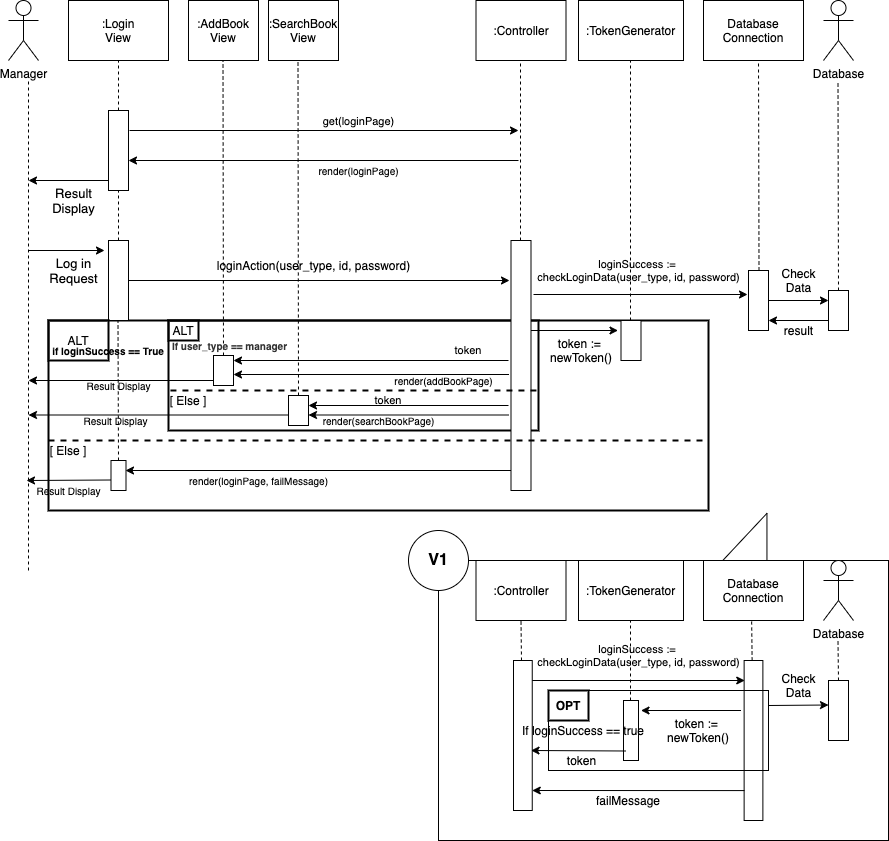 :Login
View
:AddBook
View
:SearchBook
View
:Controller
:TokenGenerator
Database
Connection
Manager
Database
get(loginPage)
render(loginPage)
Result
Display
Log in
Request
loginAction(user_type, id, password)
loginSuccess :=
checkLoginData(user_type, id, password)
Check
Data
result
ALT
If loginSuccess == True
ALT
If user_type == manager
token :=
newToken()
token
render(addBookPage)
Result Display
[ Else ]
token
render(searchBookPage)
Result Display
[ Else ]
render(loginPage, failMessage)
Result Display
V1
:Controller
:TokenGenerator
Database
Connection
Database
loginSuccess :=
checkLoginData(user_type, id, password)
Check
Data
OPT
If loginSuccess == true
token :=
newToken()
token
failMessage